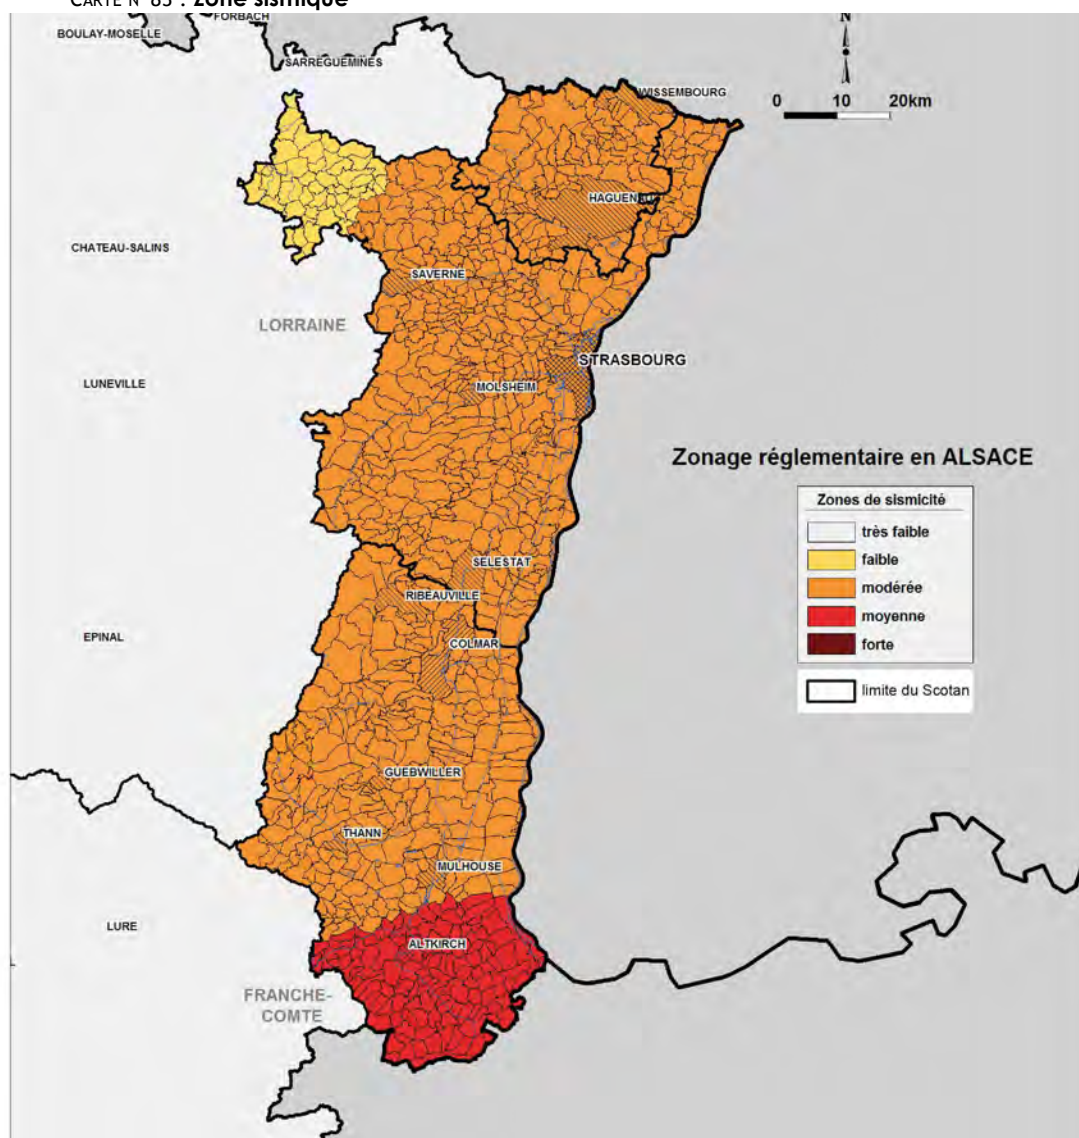 CARTE N° 85 : Zone sismique
FORBACH
BOULAY-MOSELLE
SARREGUEMINES
N
WISSEMBOURG
0 10 20km
HAGUENAU
CHATEAU-SALINS
SAVERNE
LORRAINE
STRASBOURG
LUNEVILLE
MOLSHEIM
Zonage réglementaire en ALSACE
Zones de sismicité
très faible
faible
modérée
moyenne
forte
limite du Scotan
SELESTAT
RIBEAUVILLE
EPINAL
COLMAR
GUEBWILLER
THANN
MULHOUSE
LURE
ALTKIRCH
FRANCHE-
COMTE